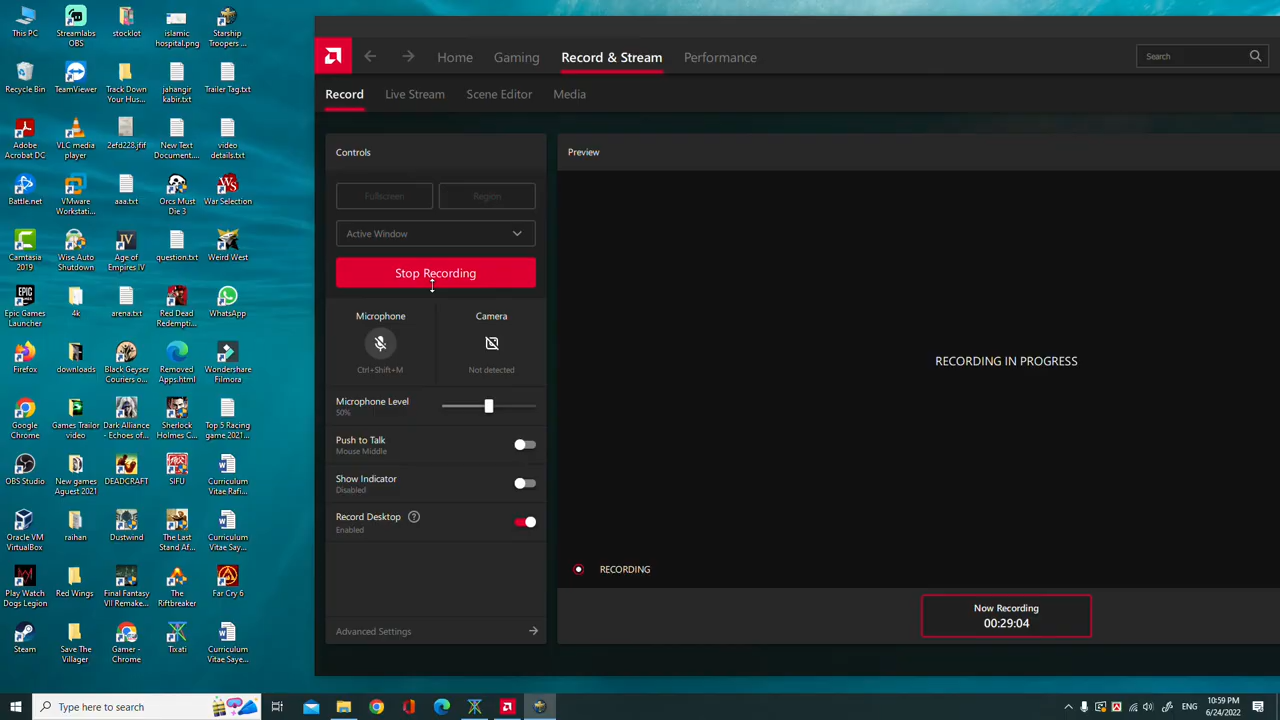 This PC
Streamlabs
OBS
stocklot
islamic
hospital.png
Starship
Troopers ...
Recycle Bin
TeamViewer
Track Down
Your Hus...
jahangir
kabir.txt
Trailer Tag.txt
Adobe
Acrobat DC
VLC media
player
2efd228.jfif
New Text
Document....
video
details.txt
Battle.net
VMware
Workstati...
aaa.txt
Orcs Must
Die 3
War Selection
Camtasia
2019
Wise Auto
Shutdown
Age of
Empires IV
question.txt
Weird West
Epic Games
Launcher
4k
arena.txt
Red Dead
Redempti...
WhatsApp
Firefox
downloads
Black Geyser
Couriers o...
Removed
Apps.html
Wondershare
Filmora
Google
Chrome
Games Trailor
video
Dark Alliance
- Echoes of...
Sherlock
Holmes C...
Top 5 Racing
game 2021...
OBS Studio
New games
Aguest 2021
DEADCRAFT
SIFU
Curriculum
Vitae Rafi...
Oracle VM
VirtualBox
raihan
Dustwind
The Last
Stand Af...
Curriculum
Vitae Say...
Play Watch
Dogs Legion
Red Wings
Final Fantasy
VII Remake...
The
Riftbreaker
Far Cry 6
Steam
Save The
Villager
Gamer -
Chrome
Tixati
Curriculum
Vitae Saye...
Home
Gaming
Record & Stream
Performance
Search
Record
Live Stream
Scene Editor
Media
Controls
Fullscreen
Region
Active Window
Stop Recording
Microphone
Camera
Ctrl+Shift+M
Not detected
Microphone Level
50%
Push to Talk
Mouse Middle
Show Indicator
Disabled
Record Desktop ?
Enabled
Advanced Settings
Preview
RECORDING IN PROGRESS
RECORDING
Now Recording
00:29:04
Type here to search
10:59 PM
6/24/2022